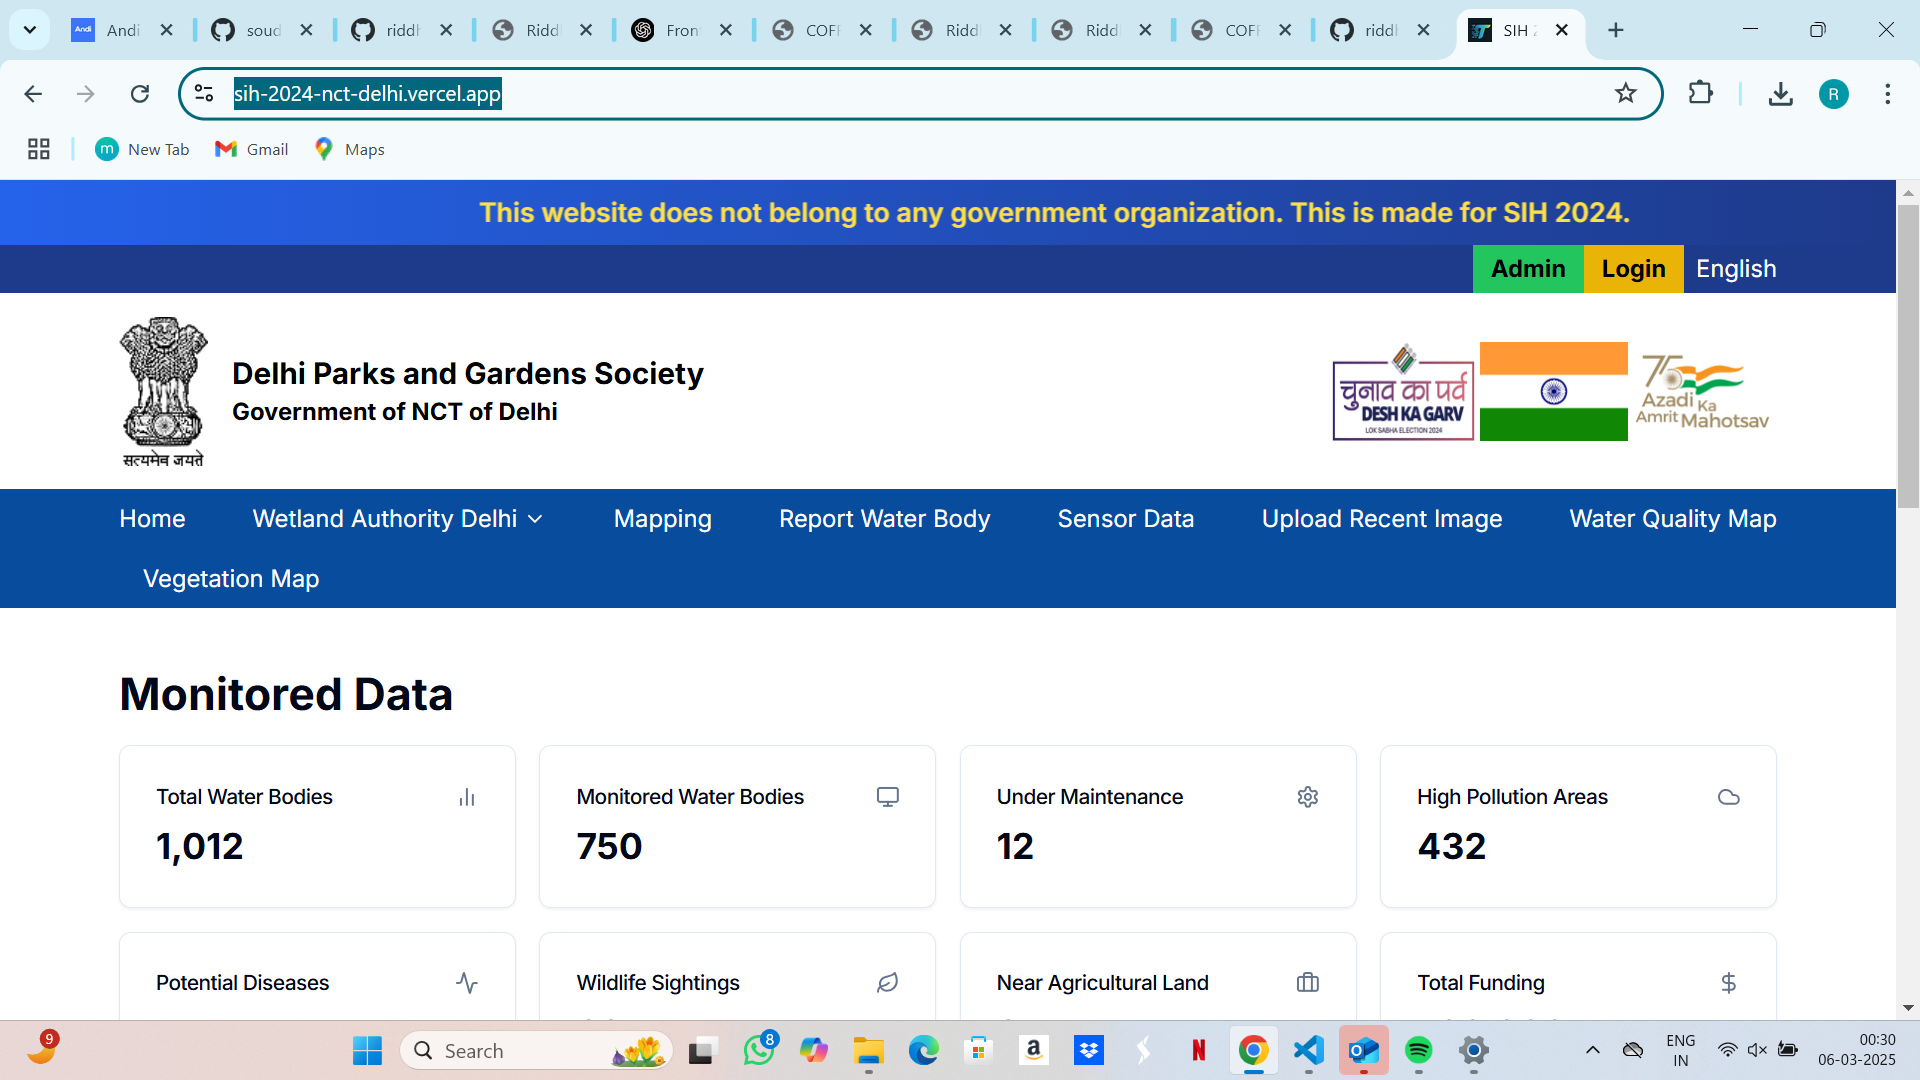 Andi
soud
riddh
Riddl
Front
COFF
Riddl
Riddl
COFF
riddh
SIH 2
sih-2024-nct-delhi.vercel.app
R
m New Tab
Gmail
Maps
This website does not belong to any government organization. This is made for SIH 2024.
Admin
Login
English
सत्यमेव जयते
Delhi Parks and Gardens Society
Government of NCT of Delhi
चुनाव का पर्व
DESH KA GARV
LOK SABHA ELECTION 2024
75
Azadi Ka
Amrit Mahotsav
Home
Wetland Authority Delhi
Mapping
Report Water Body
Sensor Data
Upload Recent Image
Water Quality Map
Vegetation Map
Monitored Data
Total Water Bodies
1,012
Monitored Water Bodies
750
Under Maintenance
12
High Pollution Areas
432
Potential Diseases
Wildlife Sightings
Near Agricultural Land
Total Funding
9
Search
8
ENG
IN
00:30
06-03-2025